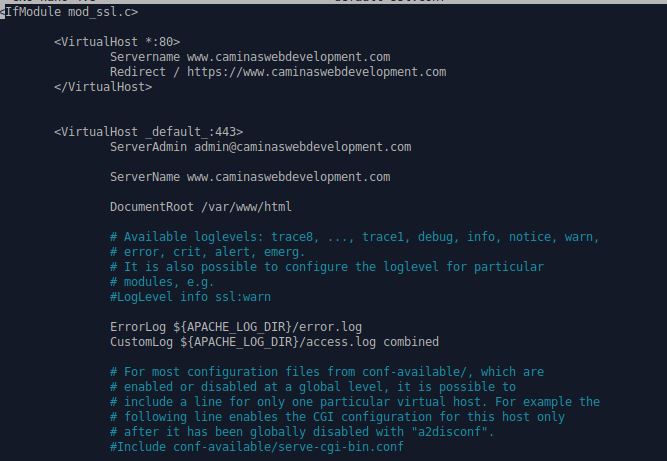 <IfModule mod_ssl.c>
<VirtualHost *:80>
Servername www.caminaswebdevelopment.com
Redirect / https://www.caminaswebdevelopment.com
</VirtualHost>
<VirtualHost _default_:443>
ServerAdmin admin@caminaswebdevelopment.com
ServerName www.caminaswebdevelopment.com
DocumentRoot /var/www/html
# Available loglevels: trace8, ..., trace1, debug, info, notice, warn,
# error, crit, alert, emerg.
# It is also possible to configure the loglevel for particular
# modules, e.g.
#LogLevel info ssl:warn
ErrorLog ${APACHE_LOG_DIR}/error.log
CustomLog ${APACHE_LOG_DIR}/access.log combined
# For most configuration files from conf-available/, which are
# enabled or disabled at a global level, it is possible to
# include a line for only one particular virtual host. For example the
# following line enables the CGI configuration for this host only
# after it has been globally disabled with "a2disconf".
#Include conf-available/serve-cgi-bin.conf